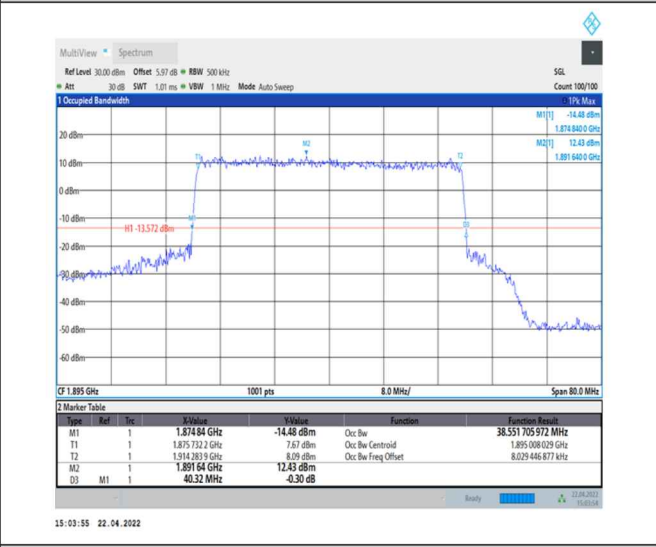 MultiView Spectrum
Ref Level 30.00 dBm Offset 5.97 dB RBW 500 kHz SGL
Att 30 dB SWT 1.01 ms VBW 1 MHz Mode Auto Sweep Count 100/100
1 Occupied Bandwidth 1Pk Max
M1[1] -14.48 dBm
1.874 840 0 GHz
M2[1] 12.43 dBm
1.891 640 0 GHz
20 dBm
M2
T1 T2
10 dBm
0 dBm
-10 dBm
M1
H1 -13.572 dBm
D3
-20 dBm
-30 dBm
-40 dBm
-50 dBm
-60 dBm
CF 1.895 GHz 1001 pts 8.0 MHz/ Span 80.0 MHz
2 Marker Table
Type Ref Trc X-Value Y-Value Function Function Result
M1 1 1.874 84 GHz -14.48 dBm Occ Bw 38.551 705 972 MHz
T1 1 1.875 732 2 GHz 7.67 dBm Occ Bw Centroid 1.895 008 029 GHz
T2 1 1.914 283 9 GHz 8.09 dBm Occ Bw Freq Offset 8.029 446 877 kHz
M2 1 1.891 64 GHz 12.43 dBm
D3 M1 1 40.32 MHz -0.30 dB
Ready 22.04.2022
15:03:54
15:03:55 22.04.2022